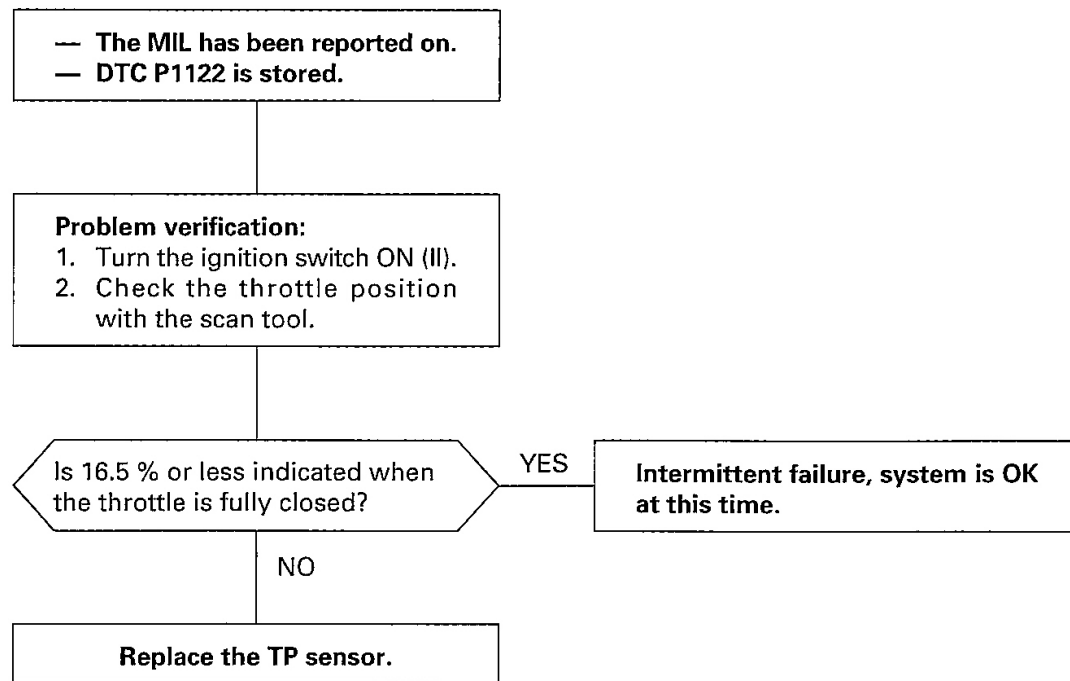 — The MIL has been reported on.
— DTC P1122 is stored.
Problem verification:
1. Turn the ignition switch ON (II).
2. Check the throttle position
with the scan tool.
Is 16.5 % or less indicated when
the throttle is fully closed?
YES
Intermittent failure, system is OK
at this time.
NO
Replace the TP sensor.